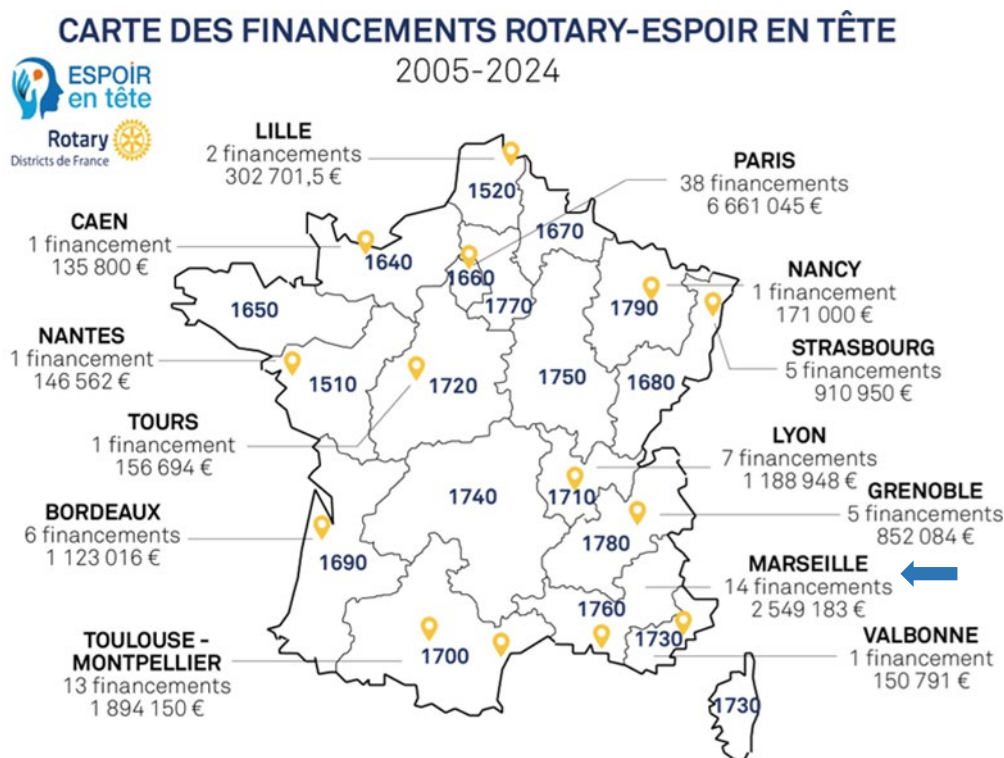 CARTE DES FINANCEMENTS ROTARY-ESPOIR EN TÊTE
2005-2024
ESPOIR
en tête
Rotary
Districts de France
LILLE
2 financements
302 701,5 €
PARIS
38 financements
6 661 045 €
CAEN
1 financement
135 800 €
NANCY
1 financement
171 000 €
NANTES
1 financement
146 562 €
STRASBOURG
5 financements
910 950 €
TOURS
1 financement
156 694 €
LYON
7 financements
1 188 948 €
BORDEAUX
6 financements
1 123 016 €
GRENOBLE
5 financements
852 084 €
MARSEILLE
14 financements
2 549 183 €
TOULOUSE -
MONTPELLIER
13 financements
1 894 150 €
VALBONNE
1 financement
150 791 €
1520
1670
1640
1660
1770
1790
1650
1510
1720
1750
1680
1740
1710
1780
1690
1760
1730
1700
1730